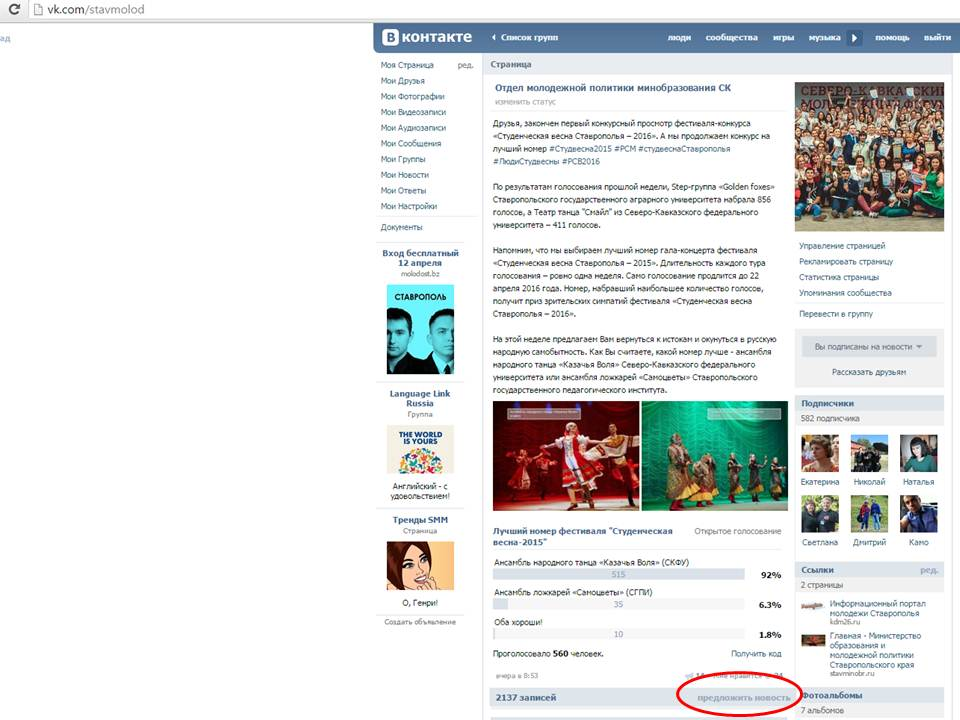 vk.com/stavmolod
ад
В контакте
Список групп
люди сообщества игры музыка помощь выйти
Моя Страница ред.
Мои Друзья
Мои Фотографии
Мои Видеозаписи
Мои Аудиозаписи
Мои Сообщения
Мои Группы
Мои Новости
Мои Ответы
Мои Настройки
Документы
Вход бесплатный
12 апреля
molodost.bz
СТАВРОПОЛЬ
Language Link
Russia
Группа
THE WORLD
IS YOURS
Английский - с
удовольствием!
Тренды SMM
Страница
О, Генри!
Создать объявление
Страница
Отдел молодежной политики минобразования СК
изменить статус
Друзья, закончен первый конкурсный просмотр фестиваля-конкурса
«Студенческая весна Ставрополья – 2016». А мы продолжаем конкурс на
лучший номер #Студвесна2015 #РСМ #студвеснаСтаврополья
#ЛюдиСтудвесны #РСВ2016
По результатам голосования прошлой недели, Step-группа «Golden foxes»
Ставропольского государственного аграрного университета набрала 856
голосов, а Театр танца "Смайл" из Северо-Кавказского федерального
университета – 411 голосов.
Напомним, что мы выбираем лучший номер гала-концерта фестиваля
«Студенческая весна Ставрополья – 2015». Длительность каждого тура
голосования – ровно одна неделя. Само голосование продлится до 22
апреля 2016 года. Номер, набравший наибольшее количество голосов,
получит приз зрительских симпатий фестиваля «Студенческая весна
Ставрополья – 2016».
На этой неделе предлагаем Вам вернуться к истокам и окунуться в русскую
народную самобытность. Как Вы считаете, какой номер лучше - ансамбля
народного танца «Казачья Воля» Северо-Кавказского федерального
университета или ансамбля ложкарей «Самоцветы» Ставропольского
государственного педагогического института.
Лучший номер фестиваля "Студенческая
весна-2015"
Открытое голосование
Ансамбль народного танца «Казачья Воля» (СКФУ)
515 92%
Ансамбль ложкарей «Самоцветы» (СГПИ)
35 6.3%
Оба хороши!
10 1.8%
Проголосовало 560 человек. Получить код
вчера в 8:53
2137 записей предложить новость
СЕВЕРО-КАВКАЗСКИЙ
Управление страницей
Рекламировать страницу
Статистика страницы
Упоминания сообщества
Перевести в группу
Вы подписаны на новости
Рассказать друзьям
Подписчики
582 подписчика
Екатерина Николай Наталья
Светлана Дмитрий Камо
Ссылки ред.
2 страницы
Информационный портал
молодежи Ставрополья
kdm26.ru
Главная - Министерство
образования и
молодежной политики
Ставропольского края
stavminobr.ru
Фотоальбомы
7 альбомов